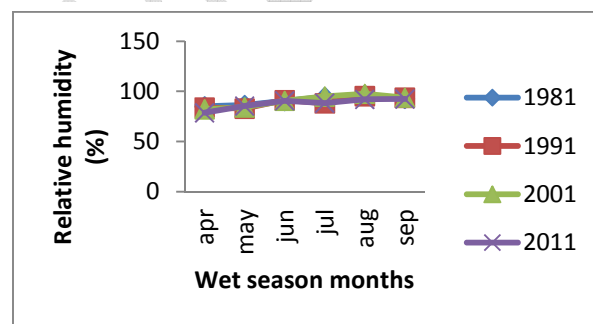 Relative humidity
(%)
150
100
50
0
apr
may
jun
jul
aug
sep
Wet season months
1981
1991
2001
2011